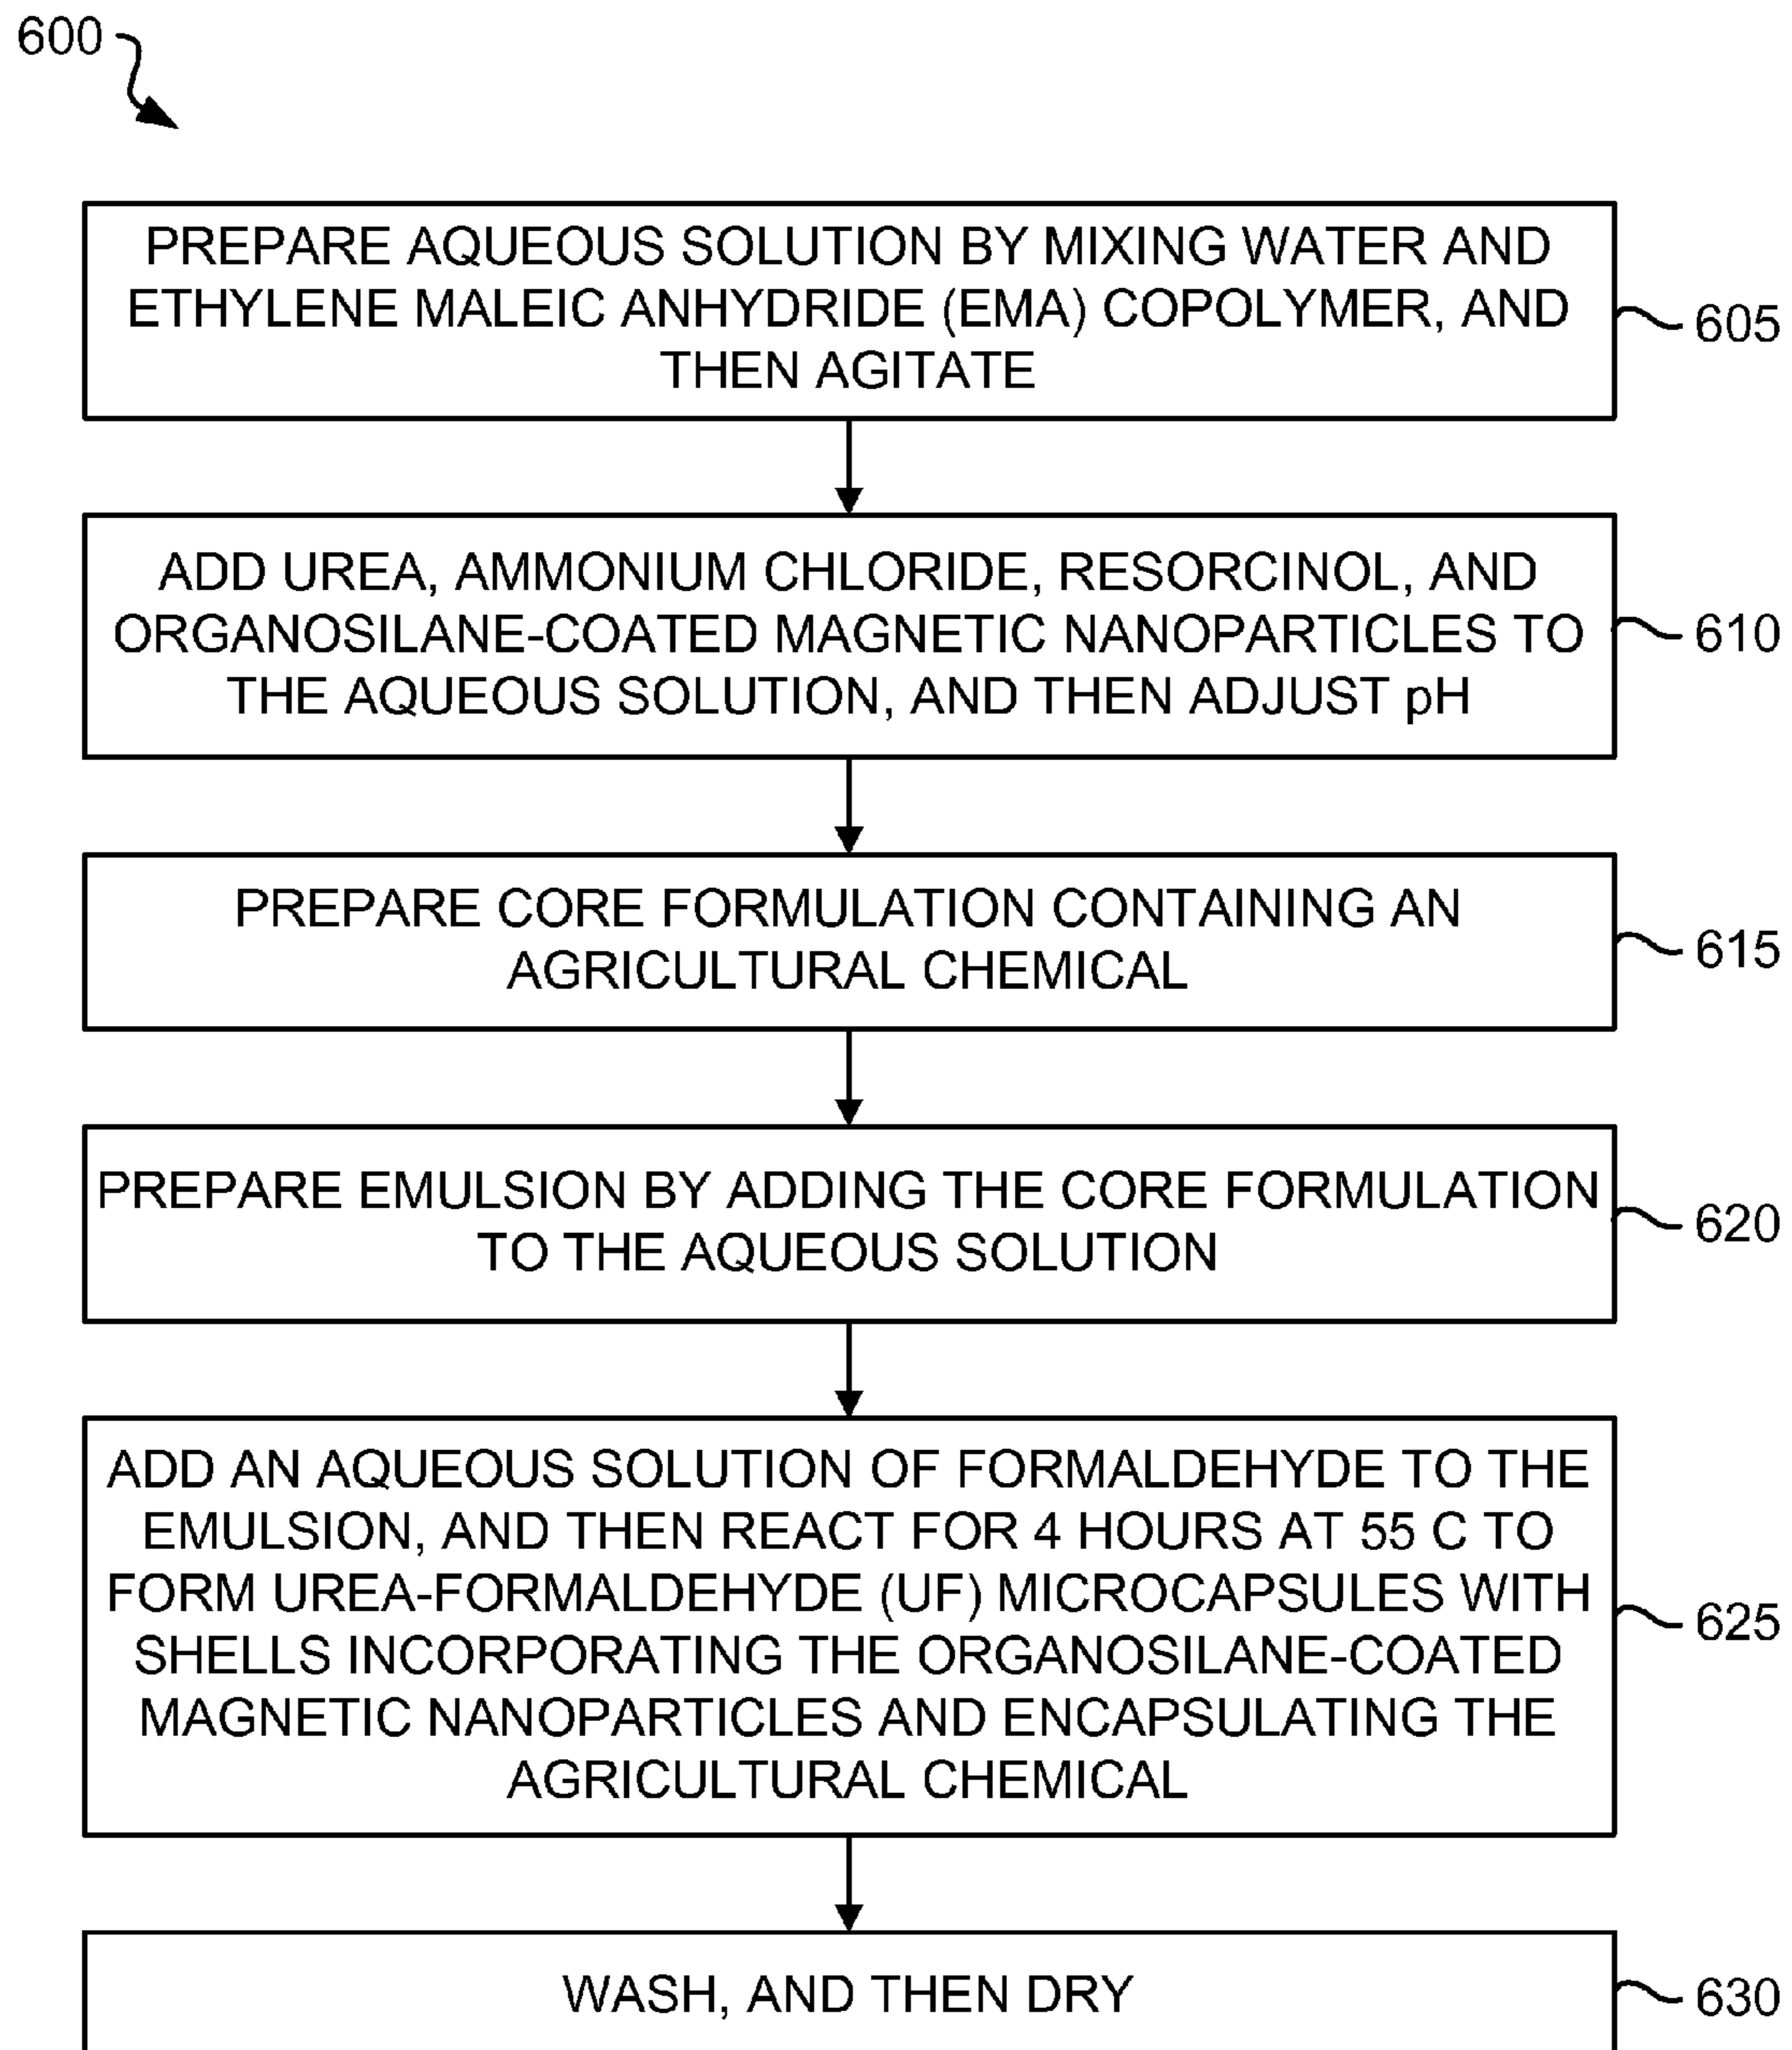 600
PREPARE AQUEOUS SOLUTION BY MIXING WATER AND
ETHYLENE MALEIC ANHYDRIDE (EMA) COPOLYMER, AND
THEN AGITATE
605
ADD UREA, AMMONIUM CHLORIDE, RESORCINOL, AND
ORGANOSILANE-COATED MAGNETIC NANOPARTICLES TO
THE AQUEOUS SOLUTION, AND THEN ADJUST pH
610
PREPARE CORE FORMULATION CONTAINING AN
AGRICULTURAL CHEMICAL
615
PREPARE EMULSION BY ADDING THE CORE FORMULATION
TO THE AQUEOUS SOLUTION
620
ADD AN AQUEOUS SOLUTION OF FORMALDEHYDE TO THE
EMULSION, AND THEN REACT FOR 4 HOURS AT 55 C TO
FORM UREA-FORMALDEHYDE (UF) MICROCAPSULES WITH
SHELLS INCORPORATING THE ORGANOSILANE-COATED
MAGNETIC NANOPARTICLES AND ENCAPSULATING THE
AGRICULTURAL CHEMICAL
625
WASH, AND THEN DRY
630